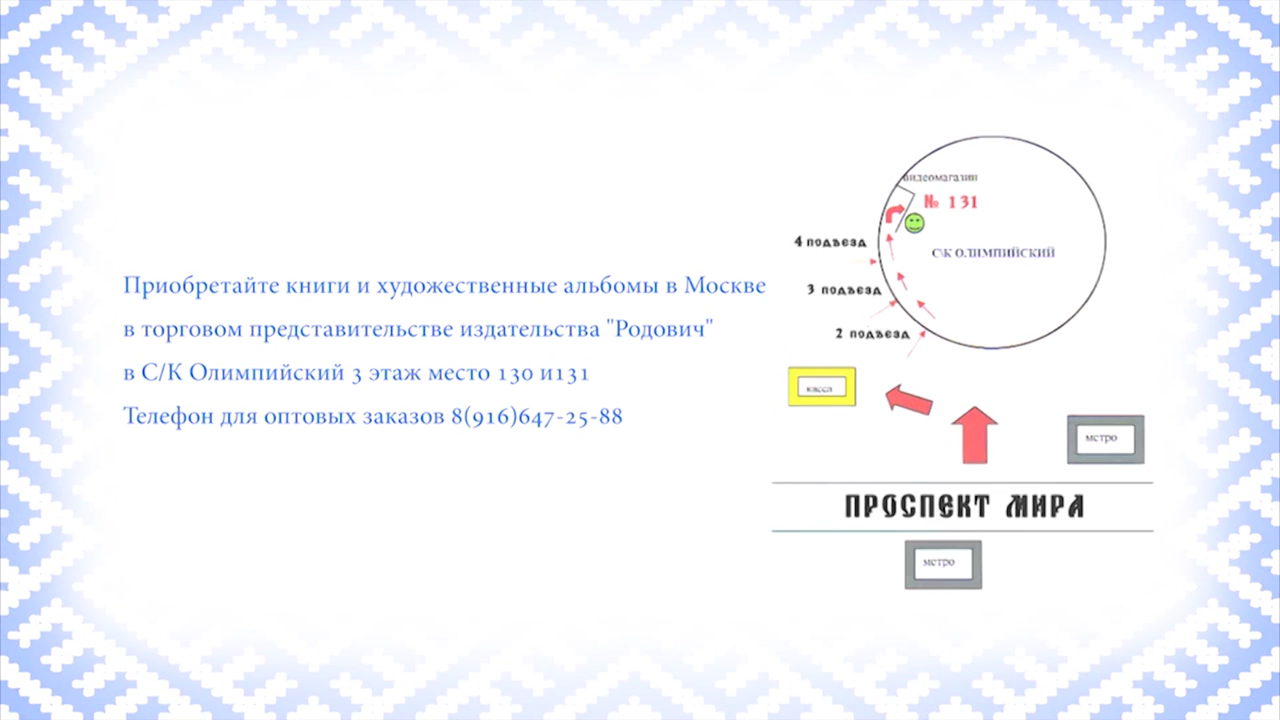 Приобретайте книги и художественные альбомы в Москве
в торговом представительстве издательства "Родович"
в С/К Олимпийский 3 этаж место 130 и131
Телефон для оптовых заказов 8(916)647-25-88
видеомагазин
№ 131
С\К ОЛИМПИЙСКИЙ
4 подъезд
3 подъезд
2 подъезд
касса
метро
ПРОСПЕКТ МИРА
метро